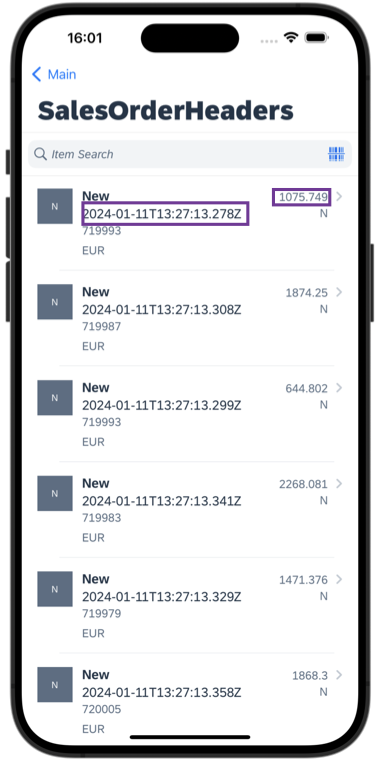 16:01
Main
SalesOrderHeaders
Item Search
N
New
1075.749
2024-01-11T13:27:13.278Z
N
719993
EUR
N
New
1874.25
2024-01-11T13:27:13.308Z
N
719987
EUR
N
New
644.802
2024-01-11T13:27:13.299Z
N
719993
EUR
N
New
2268.081
2024-01-11T13:27:13.341Z
N
719983
EUR
N
New
1471.376
2024-01-11T13:27:13.329Z
N
719979
EUR
N
New
1868.3
2024-01-11T13:27:13.358Z
N
720005
EUR